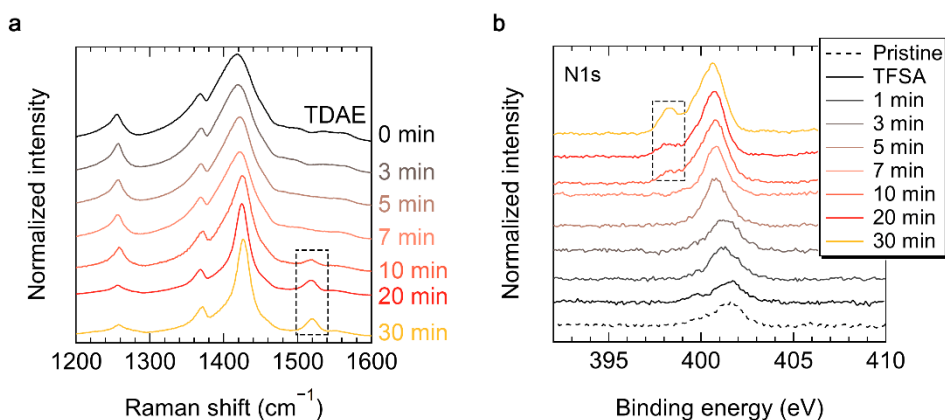 a
Normalized intensity
TDAE
0 min
3 min
5 min
7 min
10 min
20 min
30 min
1200 1300 1400 1500 1600
Raman shift (cm⁻¹)
b
Normalized intensity
N1s
Pristine
TFSA
1 min
3 min
5 min
7 min
10 min
20 min
30 min
395 400 405 410
Binding energy (eV)